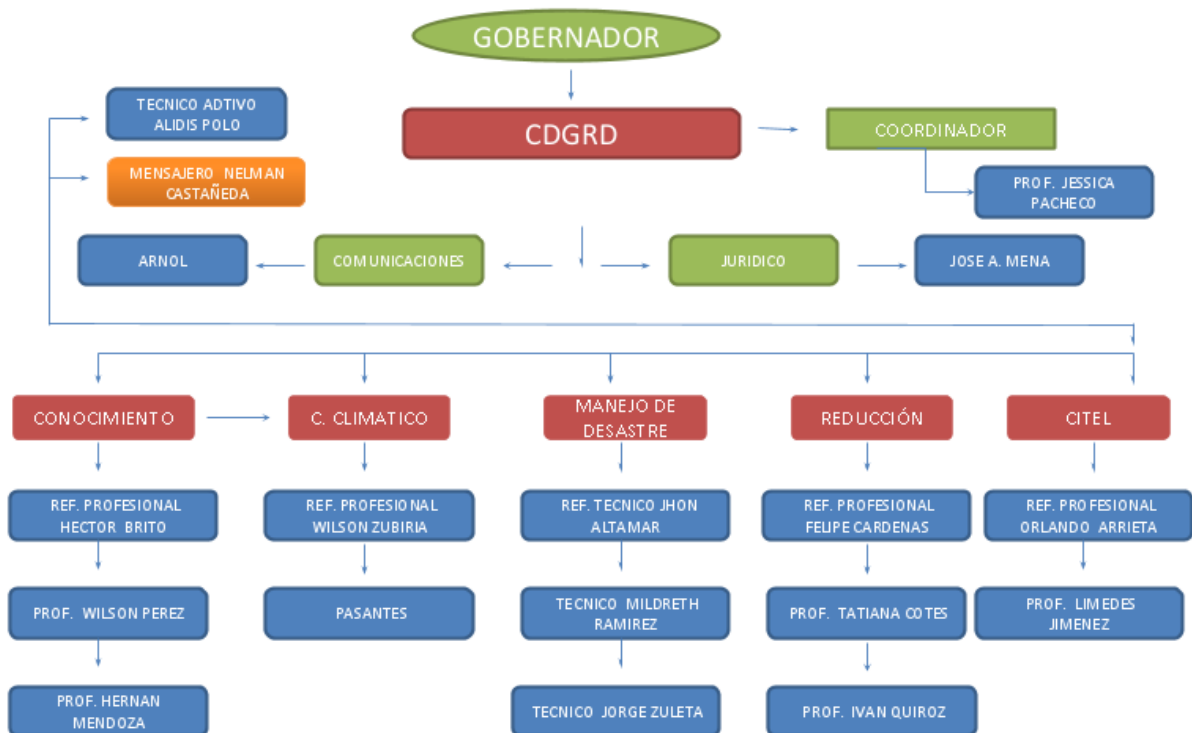 GOBERNADOR
TECNICO ADTIVO
ALIDIS POLO
CDGRD
COORDINADOR
MENSAJERO NELMAN
CASTAÑEDA
PROF. JESSICA
PACHECO
ARNOL
COMUNICACIONES
JURIDICO
JOSE A. MENA
CONOCIMIENTO
C. CLIMATICO
MANEJO DE
DESASTRE
REDUCCIÓN
CITEL
REF. PROFESIONAL
HECTOR BRITO
REF. PROFESIONAL
WILSON ZUBIRIA
REF. TECNICO JHON
ALTAMAR
REF. PROFESIONAL
FELIPE CARDENAS
REF. PROFESIONAL
ORLANDO ARRIETA
PROF. WILSON PEREZ
PASANTES
TECNICO MILDRETH
RAMIREZ
PROF. TATIANA COTES
PROF. LIMEDES
JIMENEZ
PROF. HERNAN
MENDOZA
TECNICO JORGE ZULETA
PROF. IVAN QUIROZ